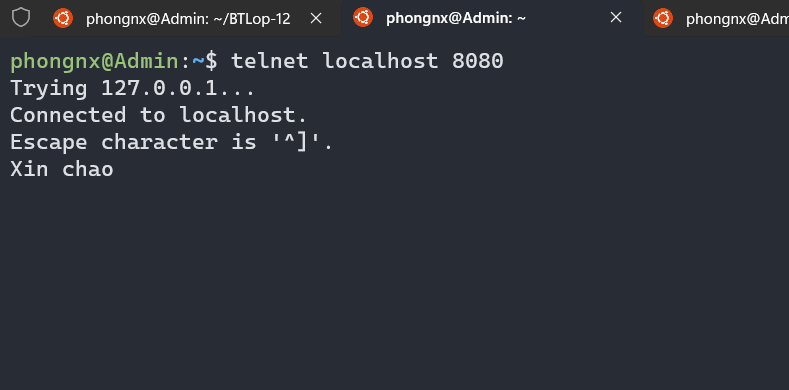 phongnx@Admin: ~/BTLop-12
phongnx@Admin: ~
phongnx@Adm
phongnx@Admin:~$ telnet localhost 8080
Trying 127.0.0.1...
Connected to localhost.
Escape character is '^]'.
Xin chao